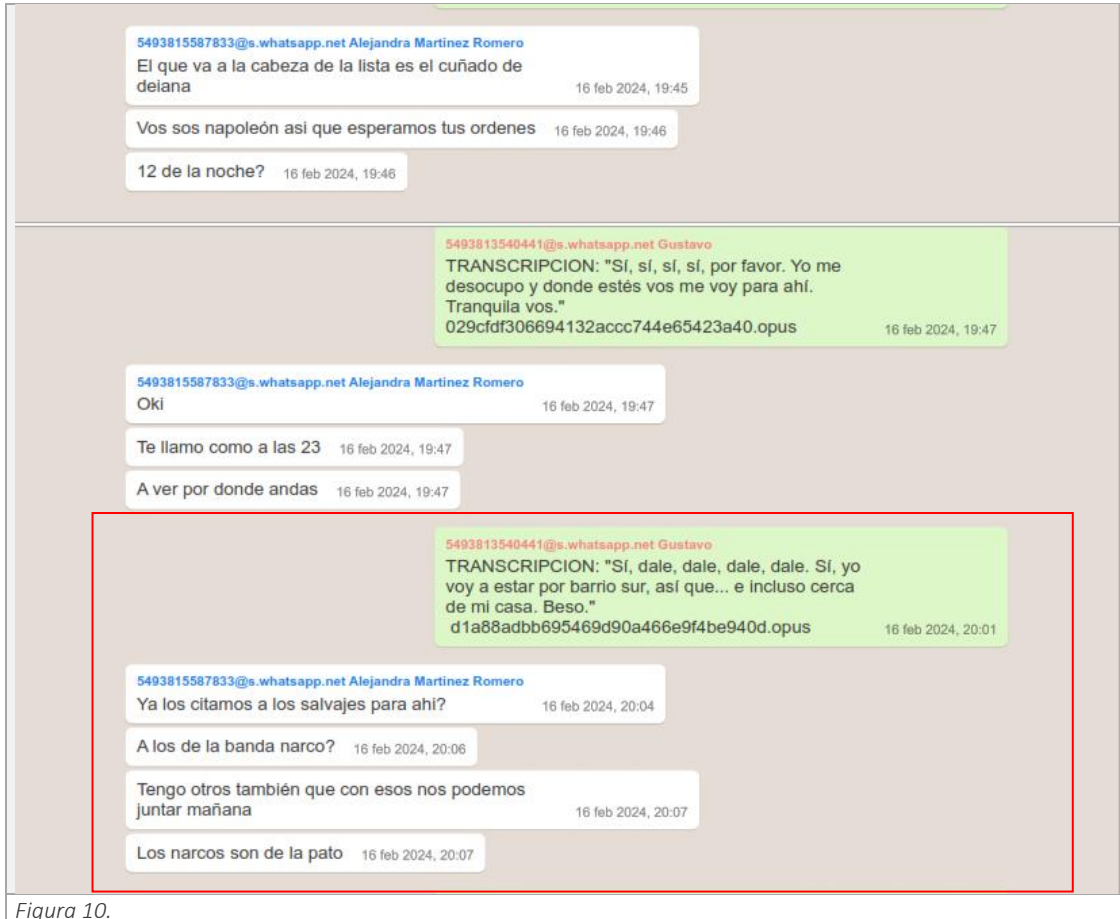 5493815587833@s.whatsapp.net Alejandra Martinez Romero
El que va a la cabeza de la lista es el cuñado de
deiana
16 feb 2024, 19:45
Vos sos napoleón asi que esperamos tus ordenes 16 feb 2024, 19:46
12 de la noche? 16 feb 2024, 19:46
5493813540441@s.whatsapp.net Gustavo
TRANSCRIPCION: "Sí, sí, sí, sí, por favor. Yo me
desocupo y donde estés vos me voy para ahí.
Tranquila vos."
029cfdf306694132accc744e65423a40.opus 16 feb 2024, 19:47
5493815587833@s.whatsapp.net Alejandra Martinez Romero
Oki 16 feb 2024, 19:47
Te llamo como a las 23 16 feb 2024, 19:47
A ver por donde andas 16 feb 2024, 19:47
5493813540441@s.whatsapp.net Gustavo
TRANSCRIPCION: "Sí, dale, dale, dale, dale. Sí, yo
voy a estar por barrio sur, así que... e incluso cerca
de mi casa. Beso."
d1a88adbb695469d90a466e9f4be940d.opus 16 feb 2024, 20:01
5493815587833@s.whatsapp.net Alejandra Martinez Romero
Ya los citamos a los salvajes para ahi? 16 feb 2024, 20:04
A los de la banda narco? 16 feb 2024, 20:06
Tengo otros también que con esos nos podemos
juntar mañana 16 feb 2024, 20:07
Los narcos son de la pato 16 feb 2024, 20:07
Figura 10.